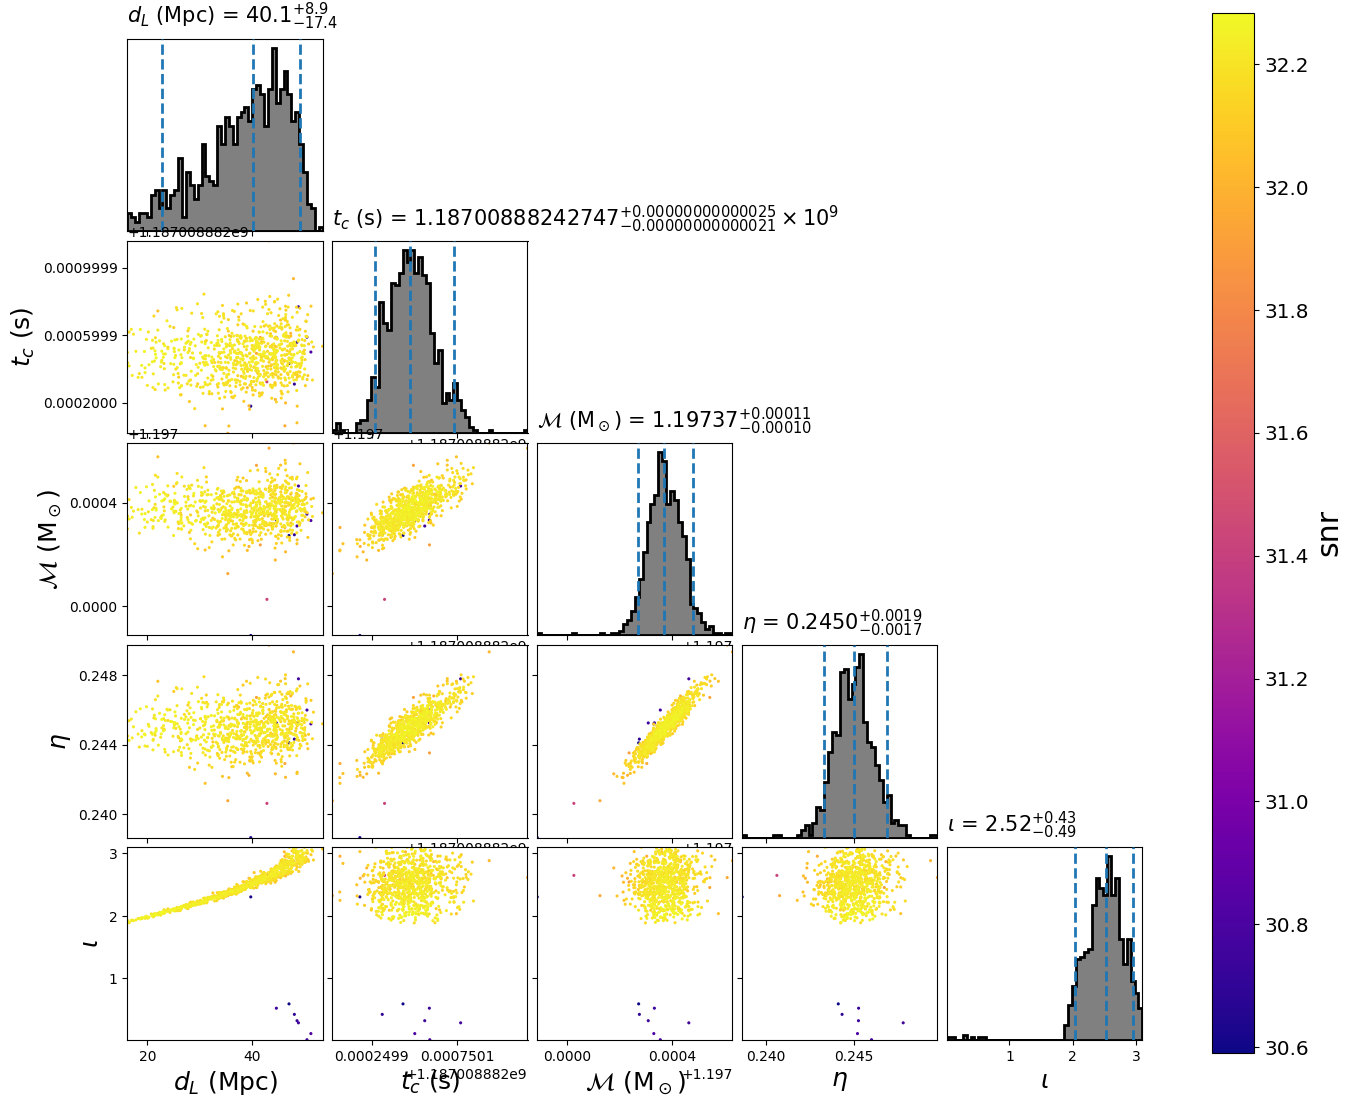 d_L (Mpc) = 40.1^{+8.9}_{-17.4}
32.2
t_c (s) = 1.18700888242747^{+0.00000000000025}_{-0.00000000000021} × 10^9
+1.187008882e9
0.0009999
t_c (s)
0.0005999
0.0002000
32.0
31.8
ℳ (M_⊙) = 1.19737^{+0.00011}_{-0.00010}
+1.197
+1.197
+1.187008882e9
ℳ (M_⊙)
0.0004
0.0000
31.6
31.4
snr
η = 0.2450^{+0.0019}_{-0.0017}
+1.187008882e9
+1.197
η
0.248
0.244
0.240
31.2
31.0
ι = 2.52^{+0.43}_{-0.49}
+1.187008882e9
+1.197
ι
3
2
1
30.8
30.6
20
40
0.0002499
0.0007501
0.0000
0.0004
0.240
0.245
1
2
3
+1.187008882e9
+1.197
d_L (Mpc)
t_c (s)
ℳ (M_⊙)
η
ι